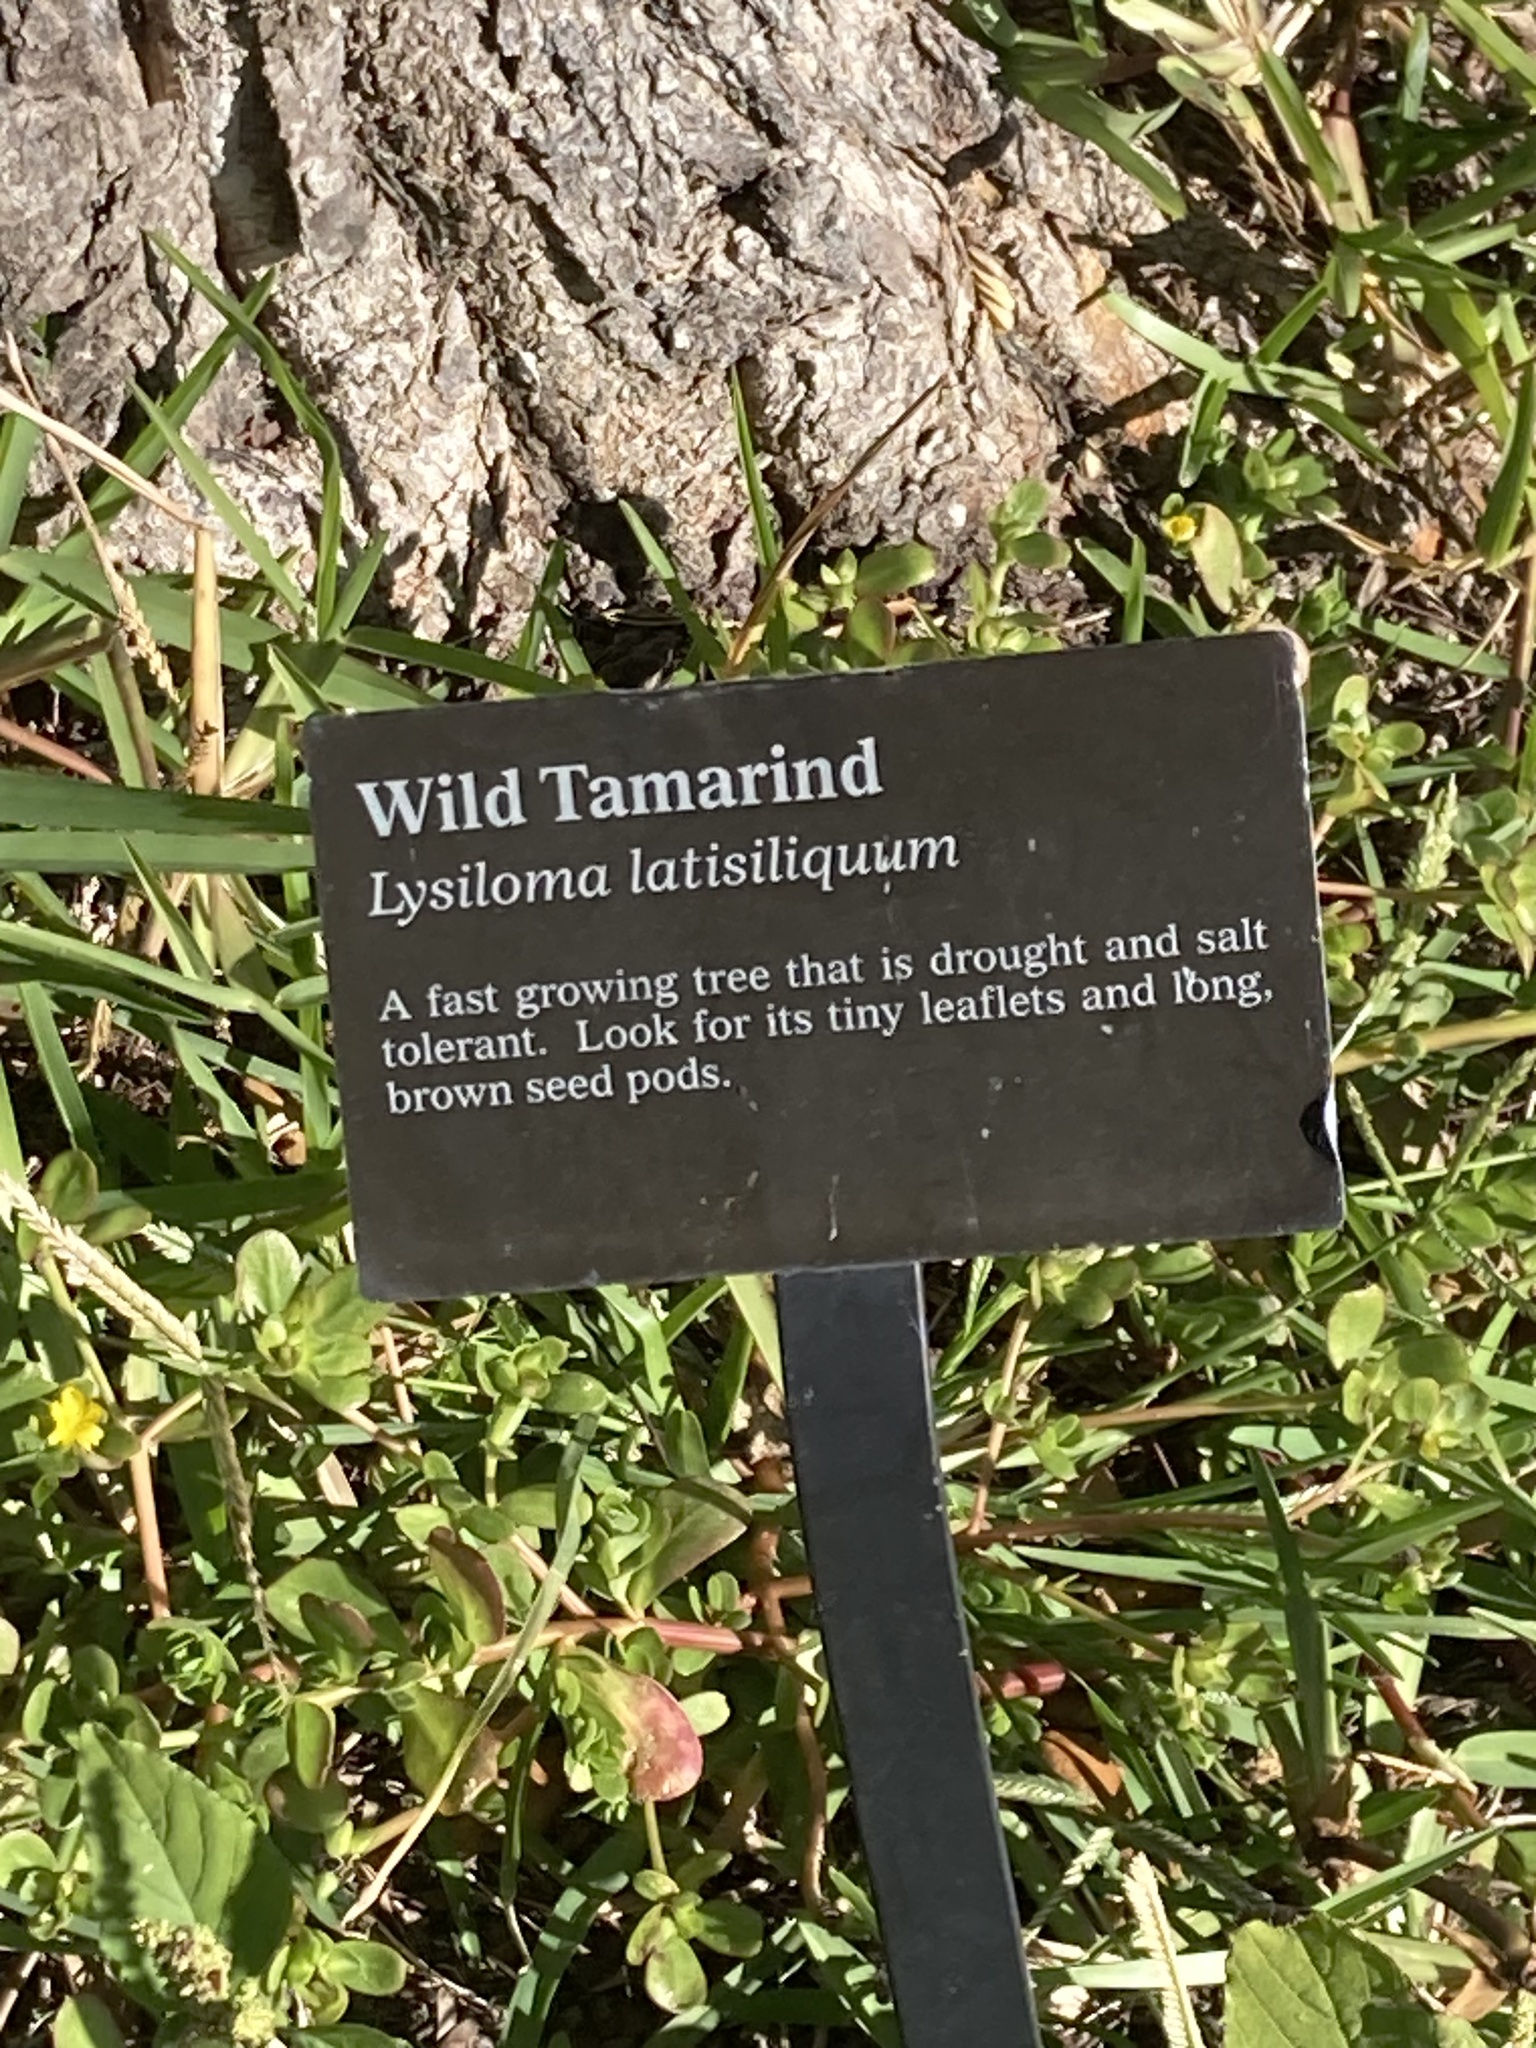 Wild Tamarind
Lysiloma latisiliquum
A fast growing tree that is drought and salt
tolerant. Look for its tiny leaflets and long,
brown seed pods.